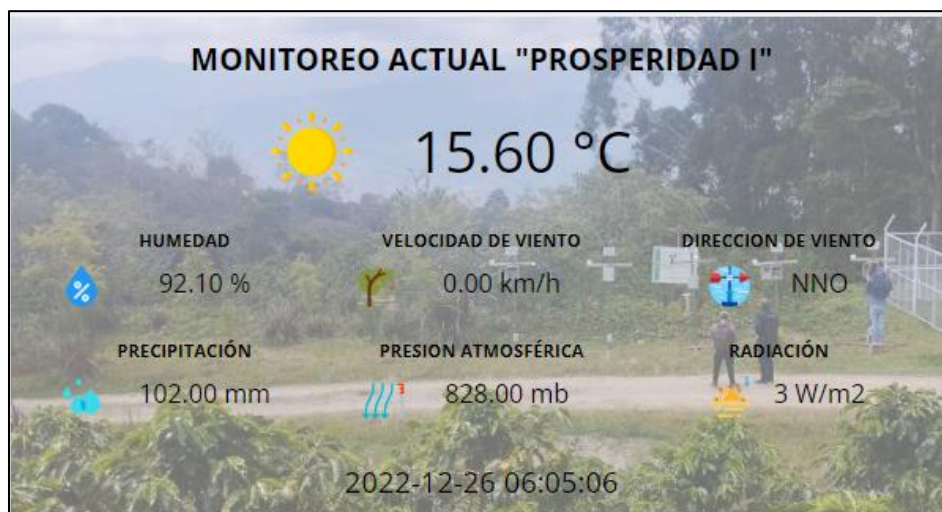 MONITOREO ACTUAL "PROSPERIDAD I"
15.60 °C
HUMEDAD VELOCIDAD DE VIENTO DIRECCION DE VIENTO
92.10 % 0.00 km/h NNO
PRECIPITACIÓN PRESION ATMOSFÉRICA RADIACIÓN
102.00 mm 828.00 mb 3 W/m2
2022-12-26 06:05:06